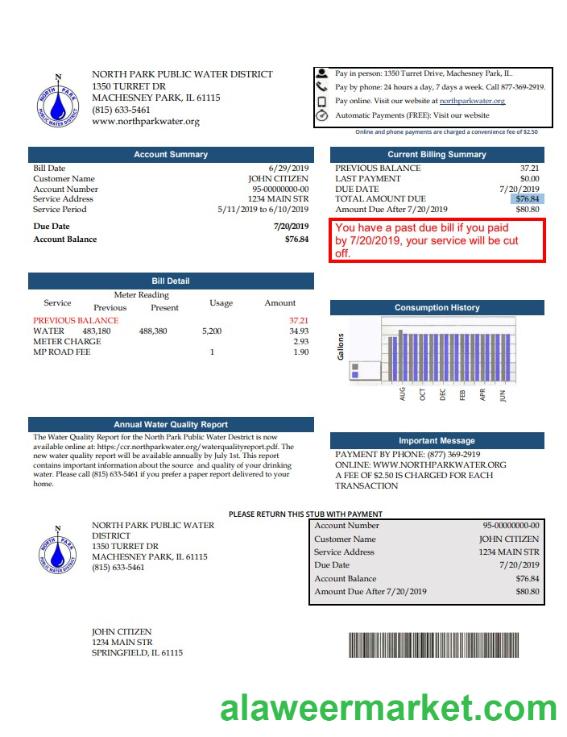 NORTH PARK PUBLIC WATER DISTRICT
1350 TURRET DR
MACHESNEY PARK, IL 61115
(815) 633-5461
www.northparkwater.org
Pay in person: 1350 Turret Drive, Machesney Park, IL.
Pay by phone: 24 hours a day, 7 days a week. Call 877-369-2919.
Pay online. Visit our website at northparkwater.org
Automatic Payments (FREE): Visit our website
Online and phone payments are charged a convenience fee of $2.50
Account Summary
Bill Date 6/29/2019
Customer Name JOHN CITIZEN
Account Number 95-00000000-00
Service Address 1234 MAIN STR
Service Period 5/11/2019 to 6/10/2019
Due Date 7/20/2019
Account Balance $76.84
Current Billing Summary
PREVIOUS BALANCE 37.21
LAST PAYMENT $0.00
DUE DATE 7/20/2019
TOTAL AMOUNT DUE $76.84
Amount Due After 7/20/2019 $80.80
You have a past due bill if you paid
by 7/20/2019, your service will be cut
off.
Bill Detail
Meter Reading
Service Previous Present Usage Amount
PREVIOUS BALANCE 37.21
WATER 483,180 488,380 5,200 34.93
METER CHARGE 2.93
MP ROAD FEE 1 1.90
Consumption History
Gallons
AUG OCT DEC FEB APR JUN
Annual Water Quality Report
The Water Quality Report for the North Park Public Water Destrict is now
available online at: https:/ccr.northparkwater.org/waterqualityreport.pdf. The
new water quality report will be available annually by July 1st. This report
contains important information about the source and quality of your drinking
water. Please call (815) 633-5461 if you prefer a paper report delivered to your
home.
Important Message
PAYMENT BY PHONE: (877) 369-2919
ONLINE: WWW.NORTHPARKWATER.ORG
A FEE OF $2.50 IS CHARGED FOR EACH
TRANSACTION
PLEASE RETURN THIS STUB WITH PAYMENT
NORTH PARK PUBLIC WATER
DISTRICT
1350 TURRET DR
MACHESNEY PARK, IL 61115
(815) 633-5461
Account Number 95-00000000-00
Customer Name JOHN CITIZEN
Service Address 1234 MAIN STR
Due Date 7/20/2019
Account Balance $76.84
Amount Due After 7/20/2019 $80.80
JOHN CITIZEN
1234 MAIN STR
SPRINGFIELD, IL 61115
alaweermarket.com